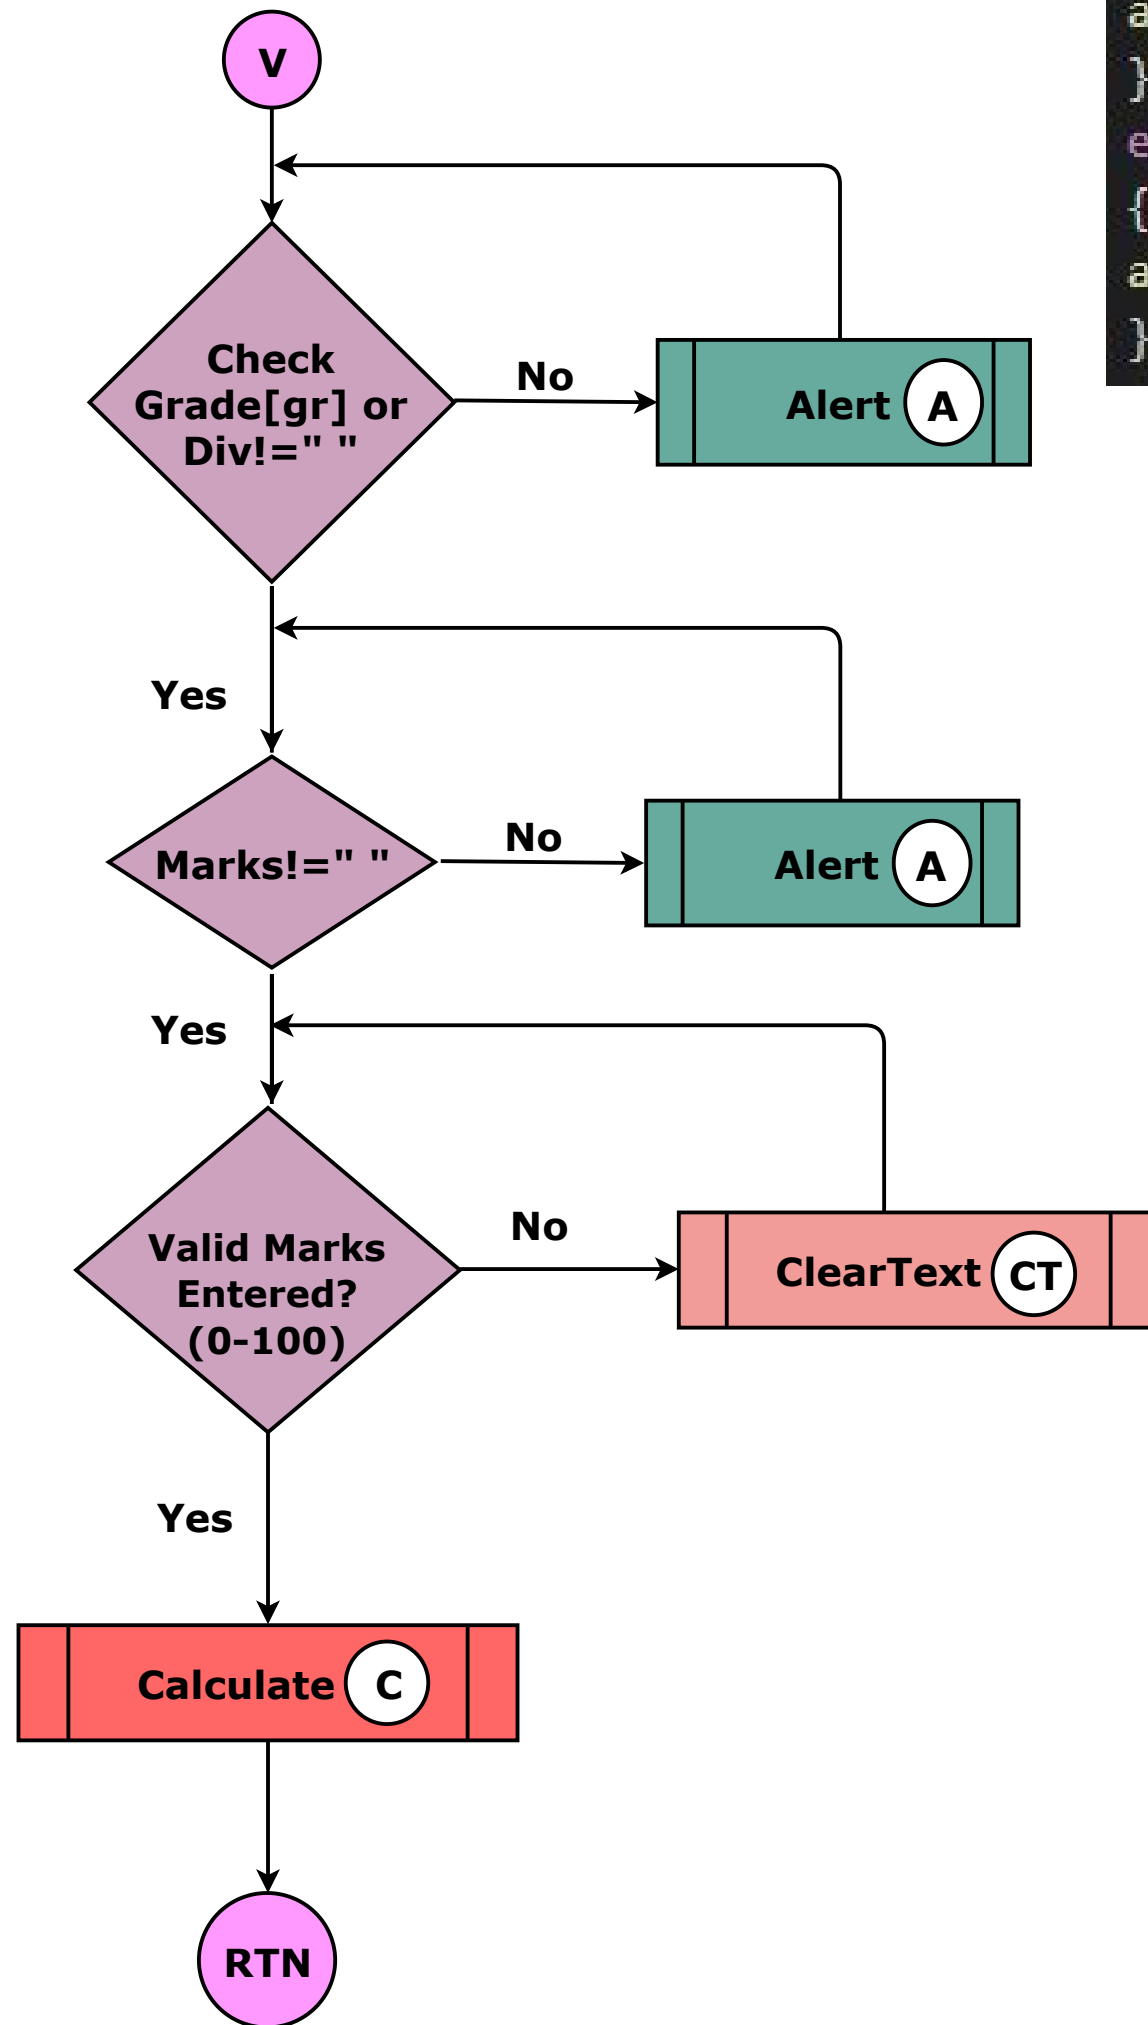 V
Check
Grade[gr] or
Div!=" "
No
Alert A
Yes
Marks!=" "
No
Alert A
Yes
Valid Marks
Entered?
(0-100)
No
ClearText CT
Yes
Calculate C
RTN
a
}
e
{
a
}